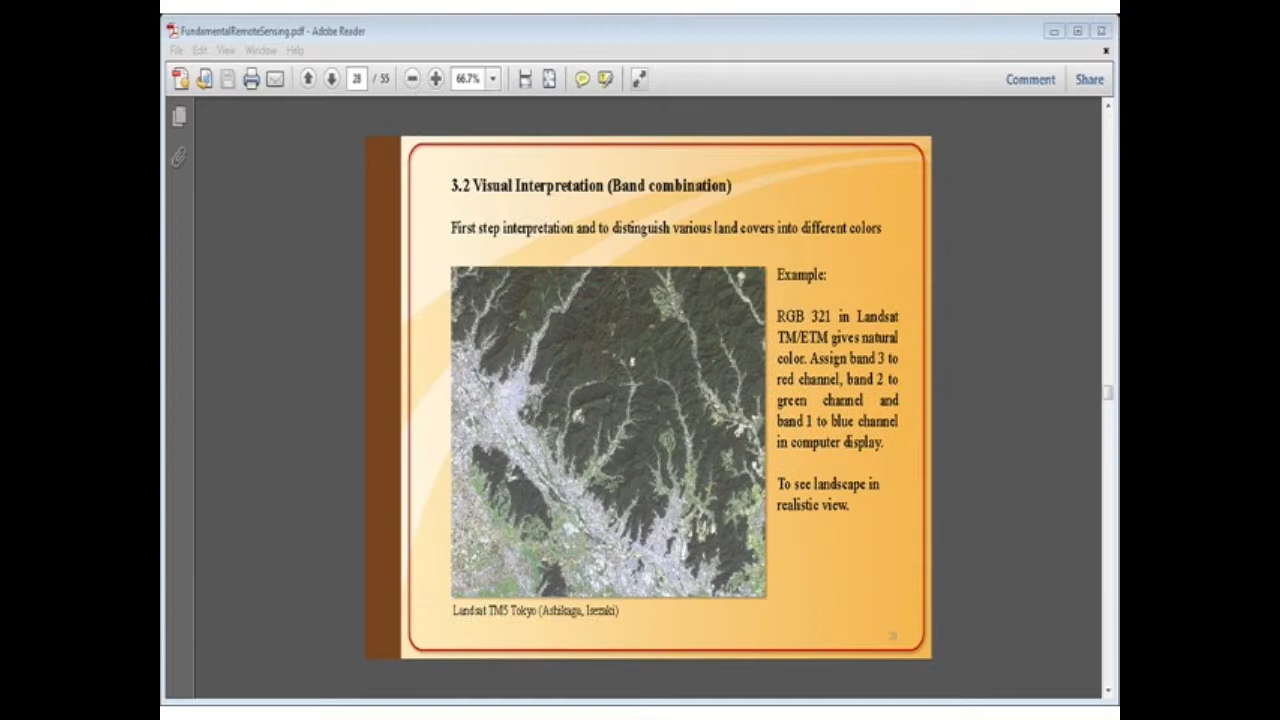 FundamentalRemoteSensing.pdf - Adobe Reader
File Edit View Window Help
28 / 55 66.7% Comment Share
3.2 Visual Interpretation (Band combination)
First step interpretation and to distinguish various land covers into different colors
Example:
RGB 321 in Landsat
TM/ETM gives natural
color. Assign band 3 to
red channel, band 2 to
green channel and
band 1 to blue channel
in computer display.
To see landscape in
realistic view.
Landsat TM5 Tokyo (Ashikaga, Isezaki)
28